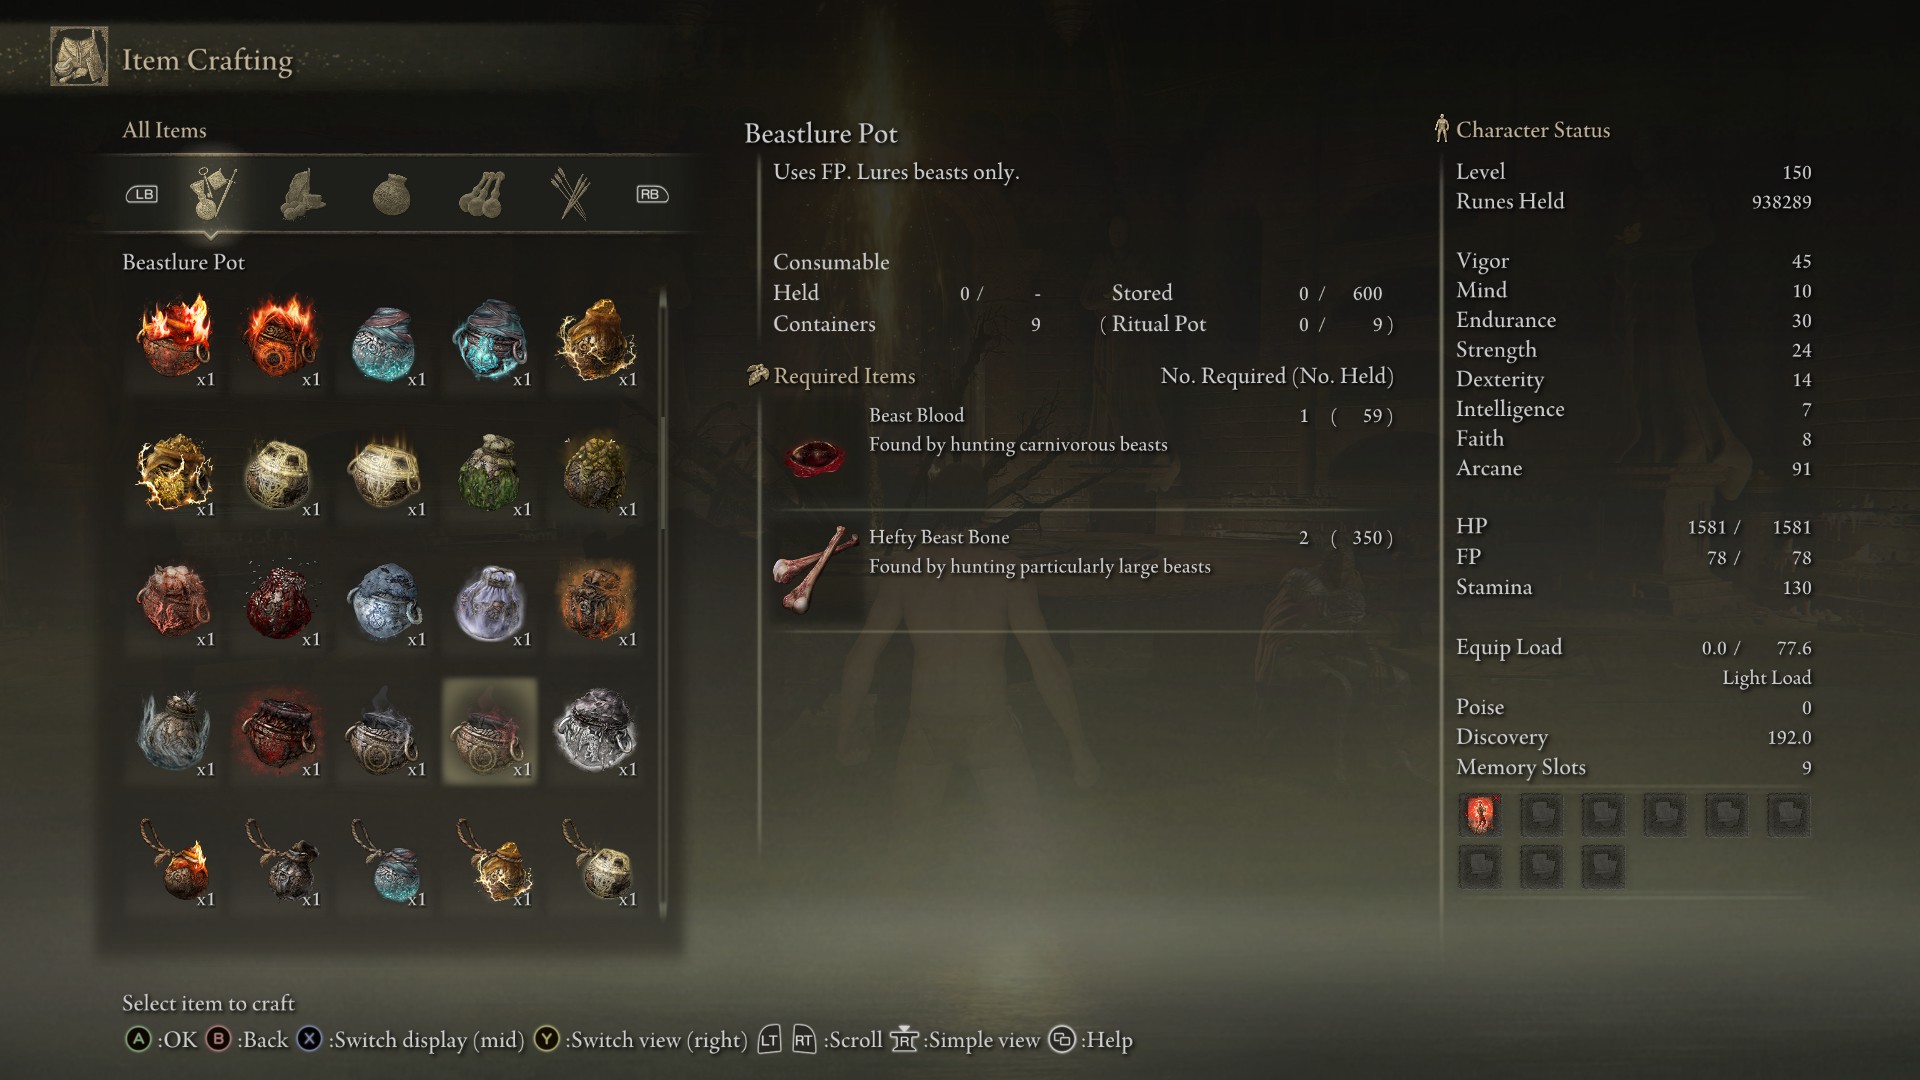 Item Crafting
All Items
LB
RB
Beastlure Pot
x1 x1 x1 x1 x1
x1 x1 x1 x1 x1
x1 x1 x1 x1 x1
x1 x1 x1 x1 x1
x1 x1 x1 x1 x1
Beastlure Pot
Uses FP. Lures beasts only.
Consumable
Held 0 / - Stored 0 / 600
Containers 9 ( Ritual Pot 0 / 9 )
Required Items No. Required (No. Held)
Beast Blood 1 ( 59 )
Found by hunting carnivorous beasts
Hefty Beast Bone 2 ( 350 )
Found by hunting particularly large beasts
Character Status
Level 150
Runes Held 938289
Vigor 45
Mind 10
Endurance 30
Strength 24
Dexterity 14
Intelligence 7
Faith 8
Arcane 91
HP 1581 / 1581
FP 78 / 78
Stamina 130
Equip Load 0.0 / 77.6
Light Load
Poise 0
Discovery 192.0
Memory Slots 9
Select item to craft
A :OK B :Back X :Switch display (mid) Y :Switch view (right) LT RT :Scroll R :Simple view :Help